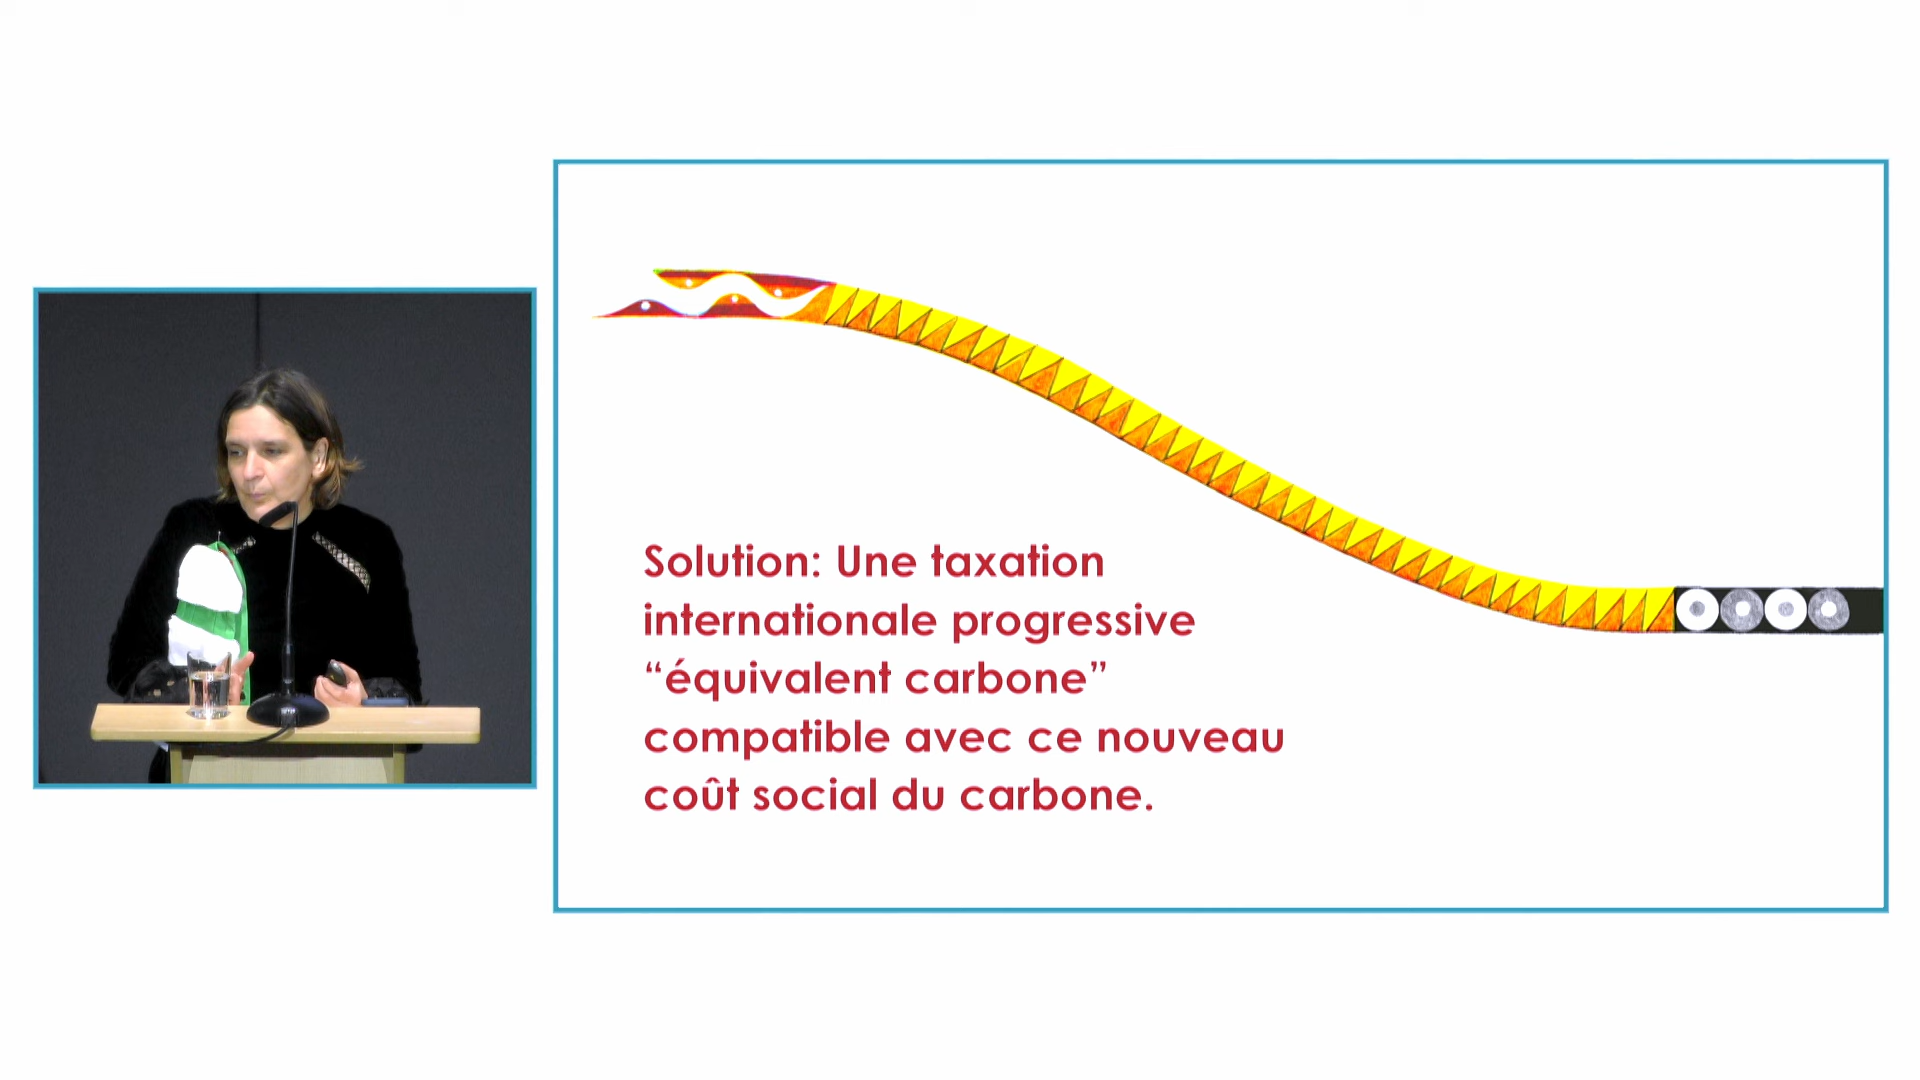 Solution: Une taxation
internationale progressive
“équivalent carbone”
compatible avec ce nouveau
coût social du carbone.